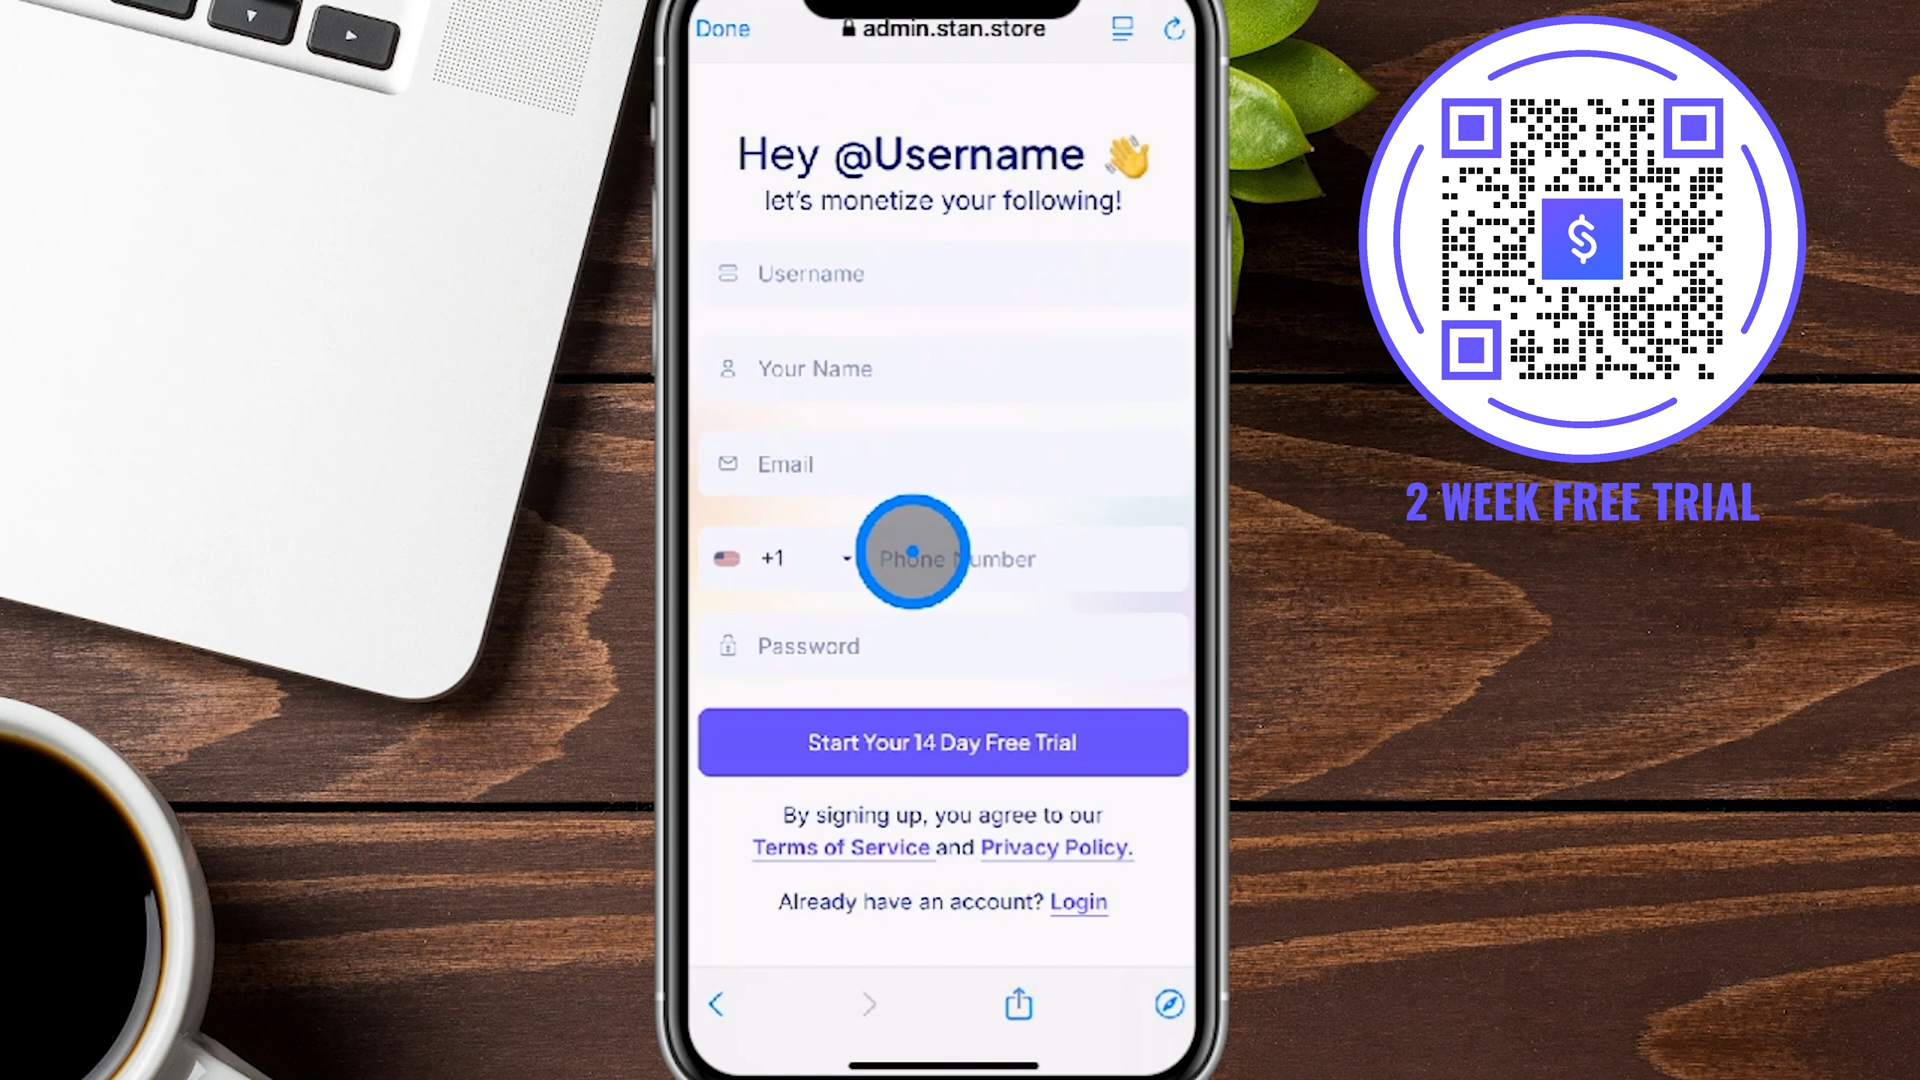 Done
admin.stan.store
Hey @Username 👋
let's monetize your following!
Username
Your Name
Email
+1
Phone Number
Password
Start Your 14 Day Free Trial
By signing up, you agree to our
Terms of Service and Privacy Policy.
Already have an account? Login
2 WEEK FREE TRIAL